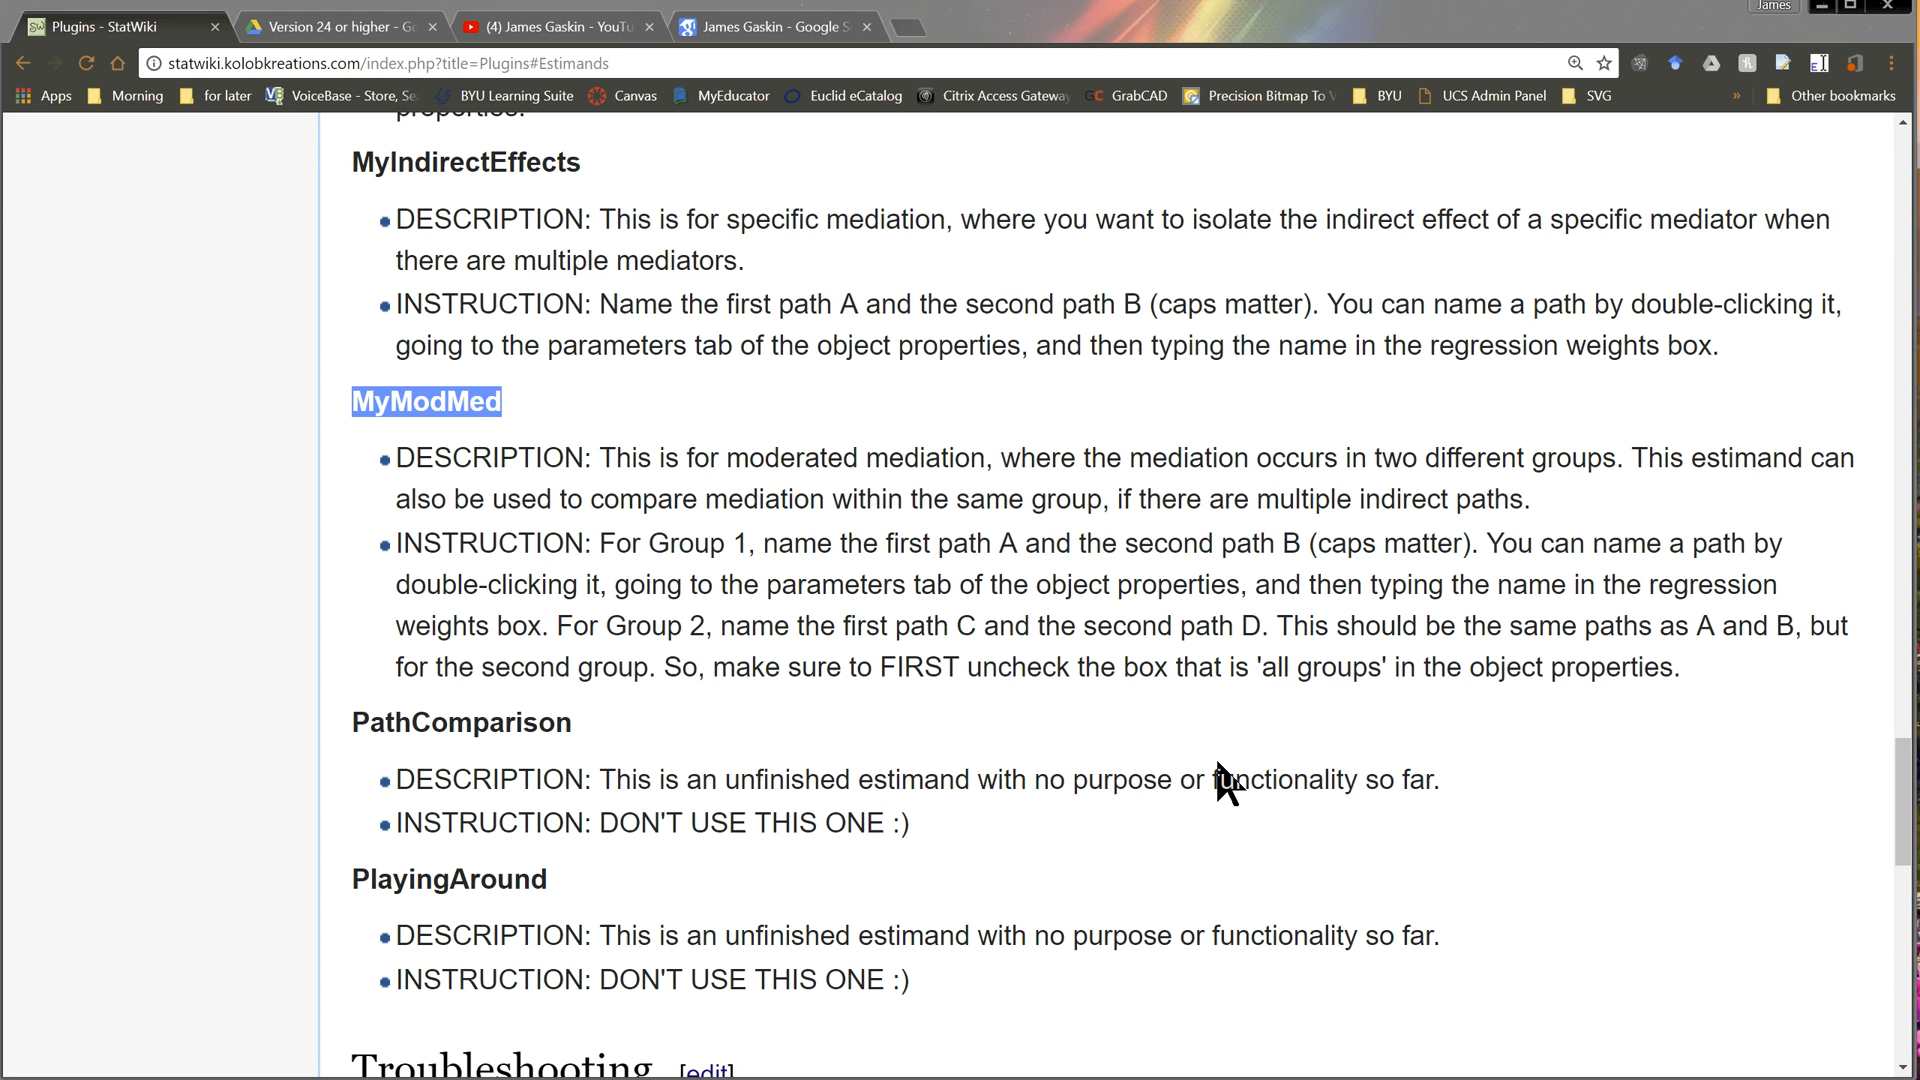 James
Plugins - StatWiki
Version 24 or higher - Go
(4) James Gaskin - YouTu
James Gaskin - Google S
statwiki.kolobkreations.com/index.php?title=Plugins#Estimands
Apps Morning for later VoiceBase - Store, Se BYU Learning Suite Canvas MyEducator Euclid eCatalog Citrix Access Gateway GrabCAD Precision Bitmap To V BYU UCS Admin Panel SVG » Other bookmarks
properties.
MyIndirectEffects
DESCRIPTION: This is for specific mediation, where you want to isolate the indirect effect of a specific mediator when
there are multiple mediators.
INSTRUCTION: Name the first path A and the second path B (caps matter). You can name a path by double-clicking it,
going to the parameters tab of the object properties, and then typing the name in the regression weights box.
MyModMed
DESCRIPTION: This is for moderated mediation, where the mediation occurs in two different groups. This estimand can
also be used to compare mediation within the same group, if there are multiple indirect paths.
INSTRUCTION: For Group 1, name the first path A and the second path B (caps matter). You can name a path by
double-clicking it, going to the parameters tab of the object properties, and then typing the name in the regression
weights box. For Group 2, name the first path C and the second path D. This should be the same paths as A and B, but
for the second group. So, make sure to FIRST uncheck the box that is 'all groups' in the object properties.
PathComparison
DESCRIPTION: This is an unfinished estimand with no purpose or functionality so far.
INSTRUCTION: DON'T USE THIS ONE :)
PlayingAround
DESCRIPTION: This is an unfinished estimand with no purpose or functionality so far.
INSTRUCTION: DON'T USE THIS ONE :)
Troubleshooting [edit]